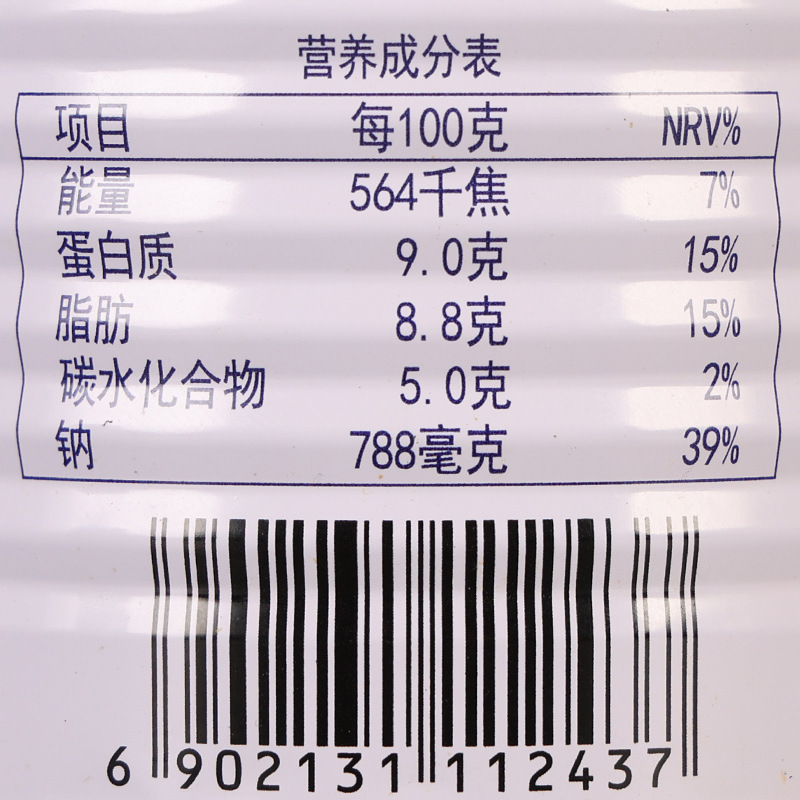 营养成分表
项目 每100克 NRV%
能量 564千焦 7%
蛋白质 9.0克 15%
脂肪 8.8克 15%
碳水化合物 5.0克 2%
钠 788毫克 39%
6 902131 112437